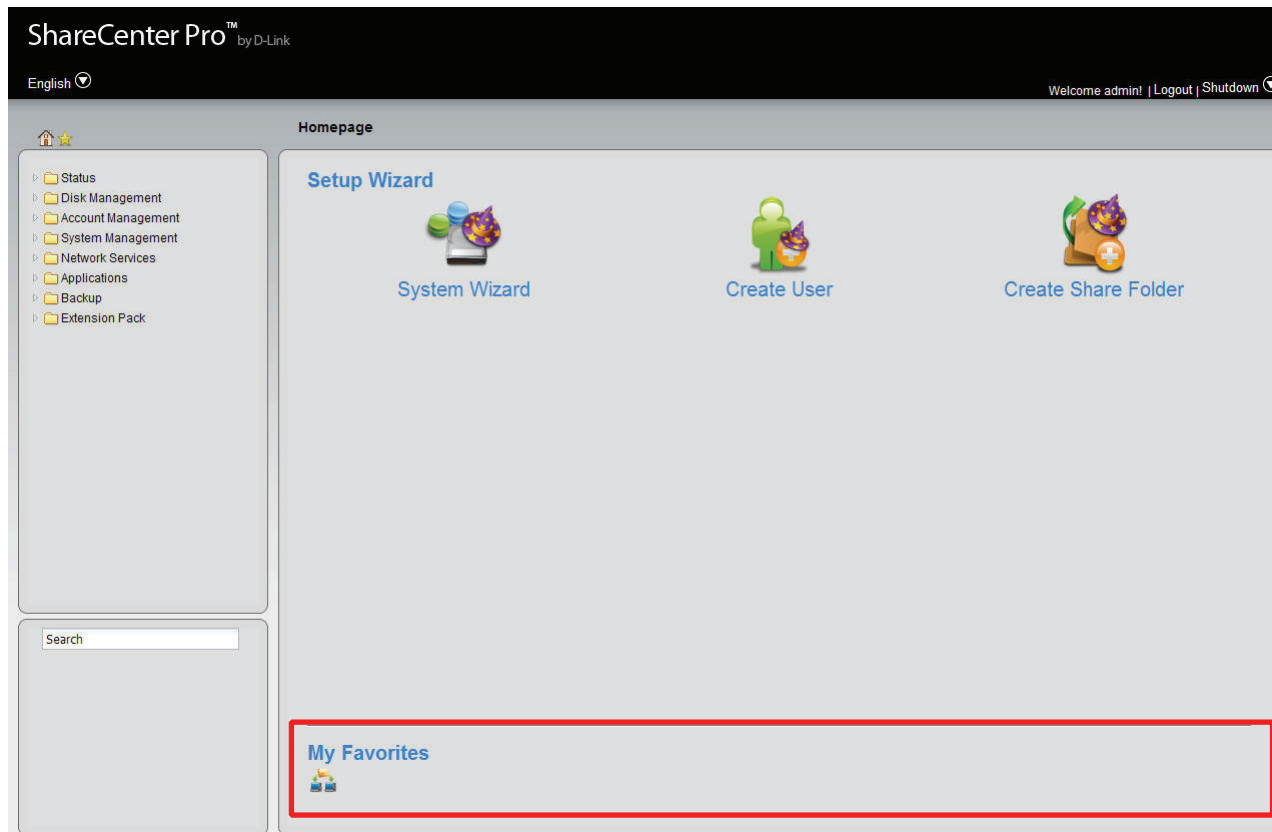 ShareCenter Pro™ by D-Link
English
Welcome admin! | Logout | Shutdown
Homepage
Status
Disk Management
Account Management
System Management
Network Services
Applications
Backup
Extension Pack
Search
Setup Wizard
System Wizard
Create User
Create Share Folder
My Favorites